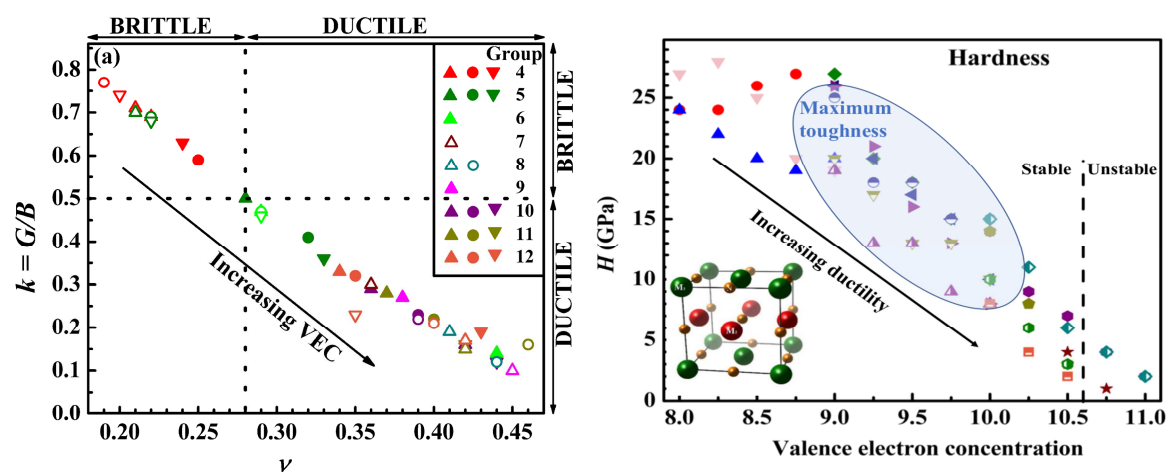 BRITTLE DUCTILE
(a)
Group
4
5
6
7
8
9
10
11
12
BRITTLE
DUCTILE
Increasing VEC
k = G/B
0.8
0.7
0.6
0.5
0.4
0.3
0.2
0.1
0.0
0.20 0.25 0.30 0.35 0.40 0.45
ν
Hardness
Maximum
toughness
Stable Unstable
Increasing ductility
H (GPa)
30
25
20
15
10
5
0
8.0 8.5 9.0 9.5 10.0 10.5 11.0
Valence electron concentration